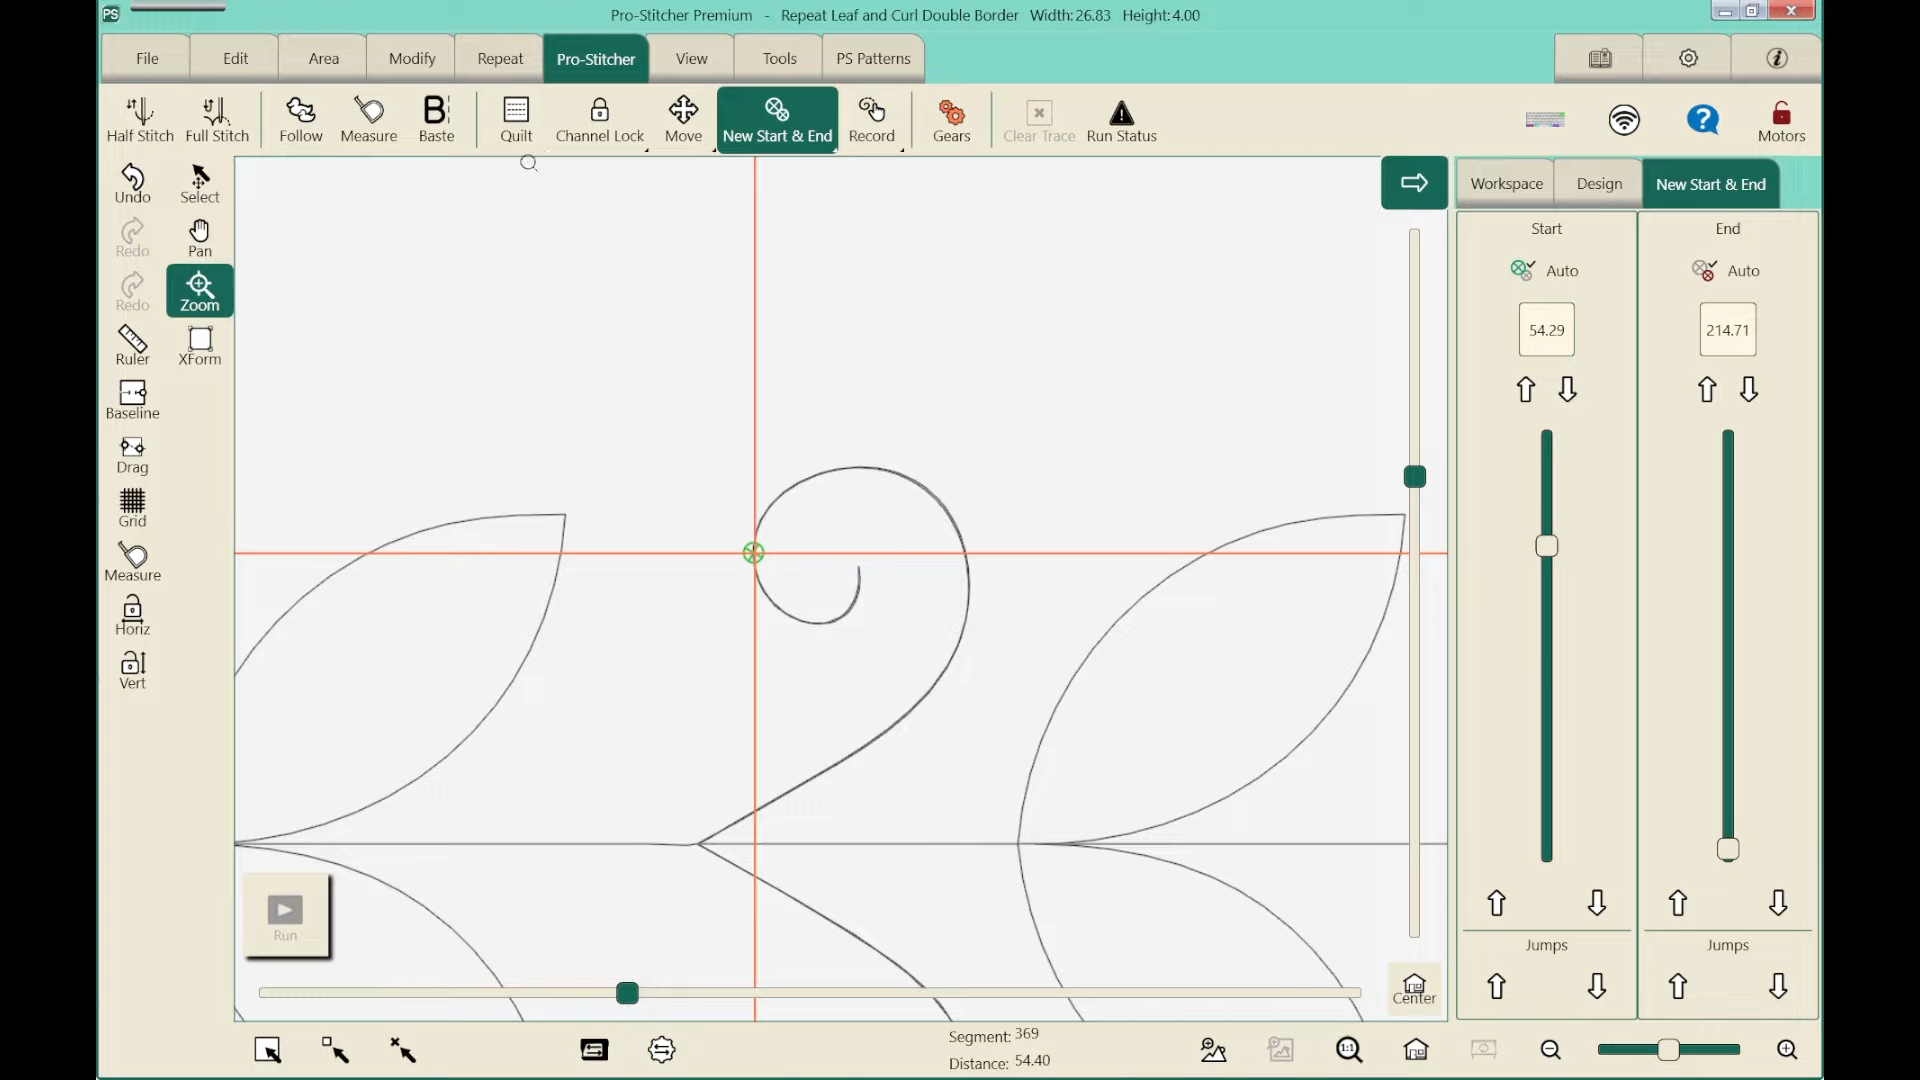 PS Pro-Stitcher Premium - Repeat Leaf and Curl Double Border Width: 26.83 Height: 4.00
File Edit Area Modify Repeat Pro-Stitcher View Tools PS Patterns
Half Stitch Full Stitch Follow Measure Baste Quilt Channel Lock Move New Start & End Record Gears Clear Trace Run Status Motors
Undo Select
Redo Pan
Redo Zoom
Ruler XForm
Baseline
Drag
Grid
Measure
Horiz
Vert
Run
Center
Workspace Design New Start & End
Start End
Auto Auto
54.29 214.71
Jumps Jumps
Segment: 369
Distance: 54.40
1:1